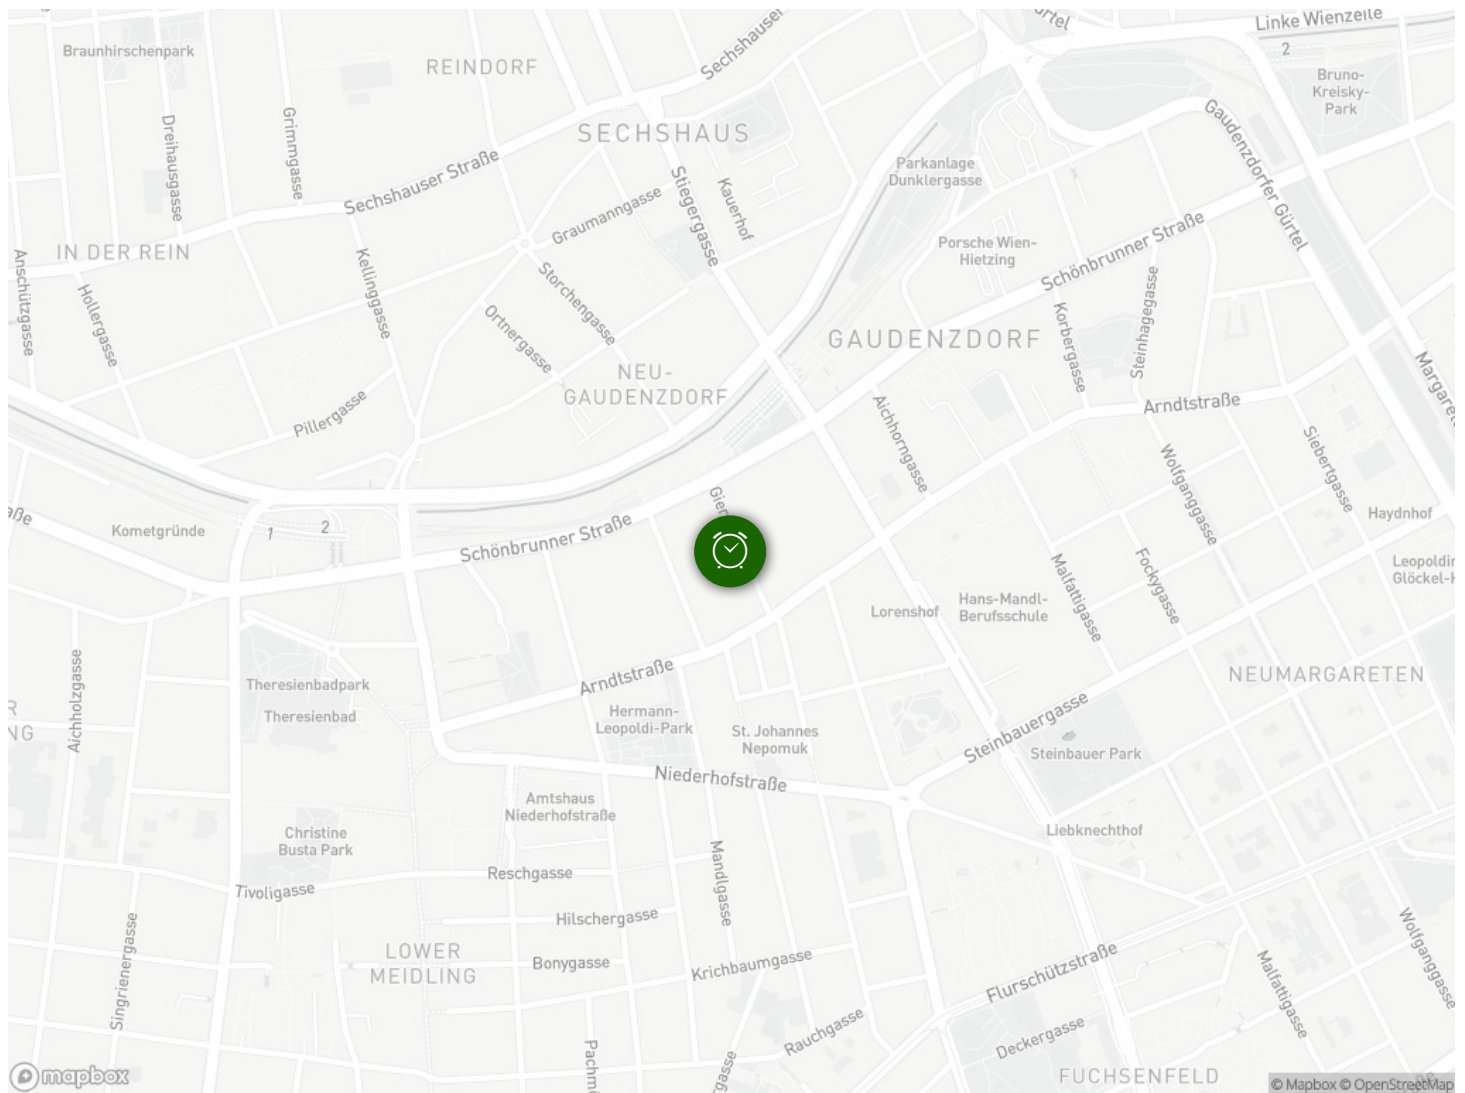 Linke Wienzeile
2
Braunhirschenpark
REINDORF
Sechshauser
Bruno-
Kreisky-
Park
Gaudenzdorfer Gürtel
Gürtel
Grimmgasse
Dreihausgasse
SECHSHAUS
Parkanlage
Dunklergasse
Sechshauser Straße
Stiegergasse
Kauerhof
Graumanngasse
Schönbrunner Straße
Porsche Wien-
Hietzing
IN DER REIN
Anschützgasse
Hollergasse
Kellinggasse
Storchengasse
Ortnergasse
Korbergasse
Steinhagegasse
GAUDENZDORF
NEU-
GAUDENZDORF
Pillergasse
Aichhorngasse
Arndtstraße
Siebertgasse
Wolfganggasse
Haydnhof
Kometgründe
1
2
Schönbrunner Straße
Malfattigasse
Fockygasse
Lorenshof
Hans-Mandl-
Berufsschule
NEUMARGARETEN
Aichholzgasse
Theresienbadpark
Theresienbad
Arndtstraße
Hermann-
Leopoldi-Park
St. Johannes
Nepomuk
Steinbauergasse
Steinbauer Park
Niederhofstraße
Amtshaus
Niederhofstraße
Christine
Busta Park
Liebknechthof
Tivoligasse
Reschgasse
Mandlgasse
Hilschergasse
Singrienergasse
LOWER
MEIDLING
Bonygasse
Krichbaumgasse
Flurschützstraße
Wolfganggasse
Malfattigasse
Rauchgasse
Deckergasse
FUCHSENFELD
mapbox
© Mapbox © OpenStreetMap